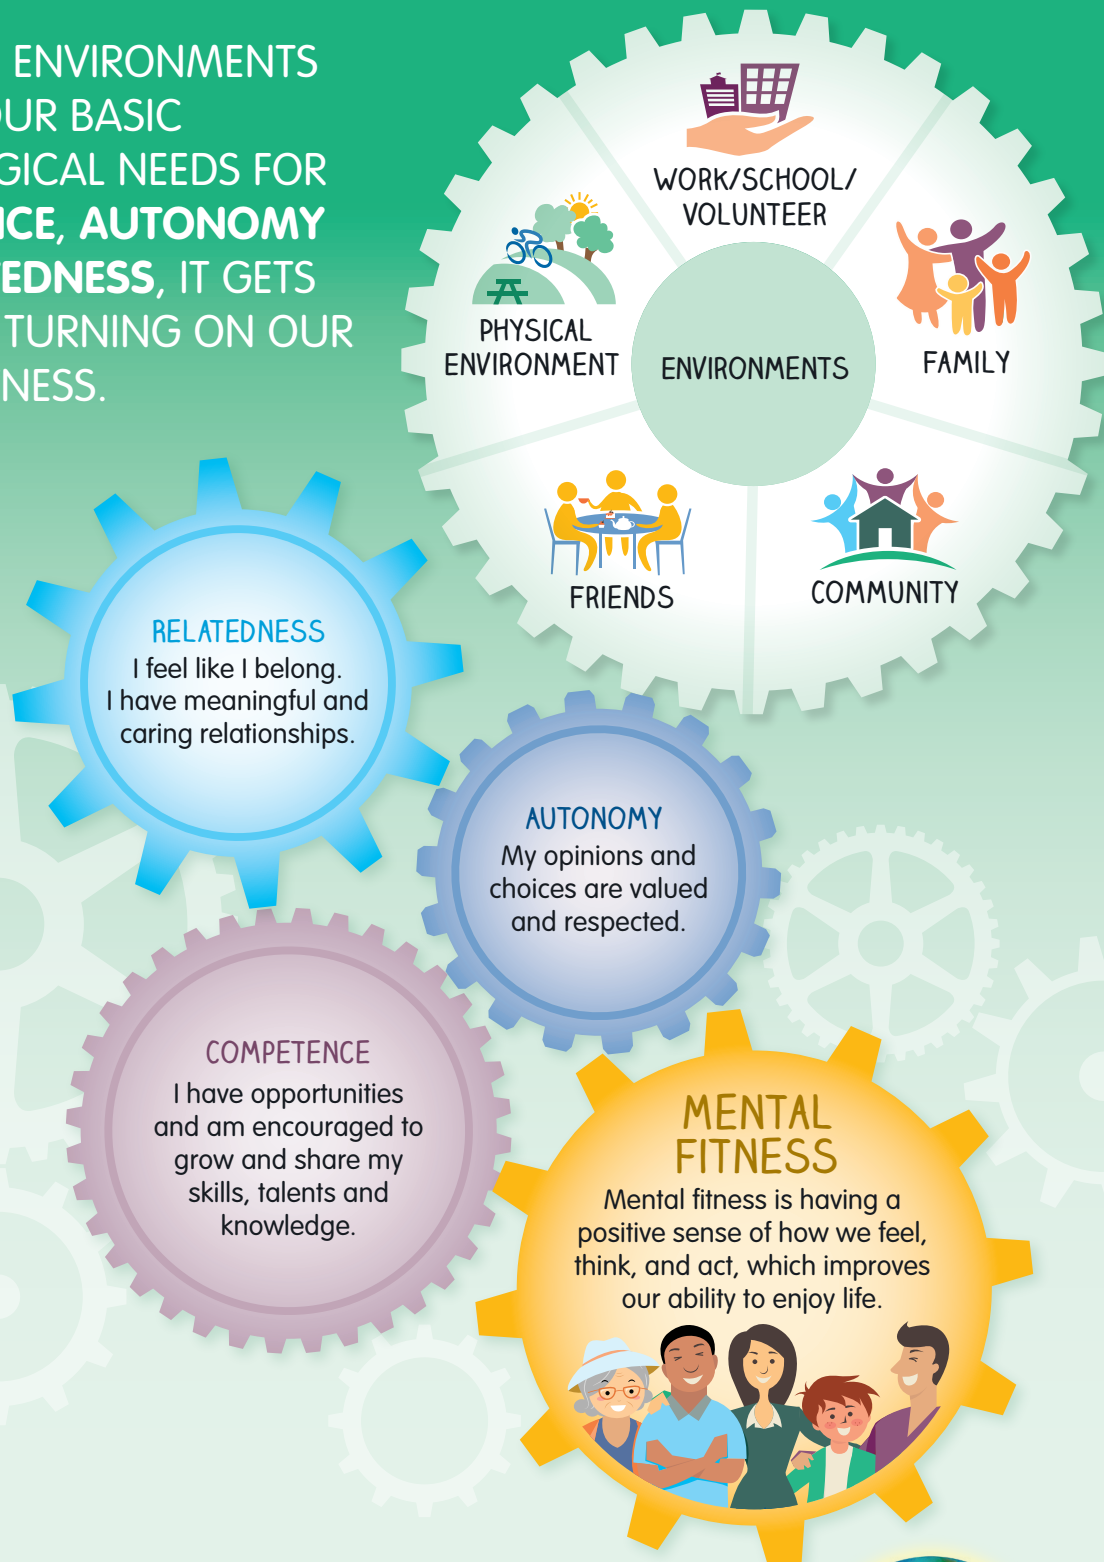 ENVIRONMENTS
OUR BASIC
GICAL NEEDS FOR
NCE, AUTONOMY
TEDNESS, IT GETS
TURNING ON OUR
NESS.
WORK/SCHOOL/
VOLUNTEER
PHYSICAL
ENVIRONMENT
ENVIRONMENTS
FAMILY
FRIENDS
COMMUNITY
RELATEDNESS
I feel like I belong.
I have meaningful and
caring relationships.
AUTONOMY
My opinions and
choices are valued
and respected.
COMPETENCE
I have opportunities
and am encouraged to
grow and share my
skills, talents and
knowledge.
MENTAL
FITNESS
Mental fitness is having a
positive sense of how we feel,
think, and act, which improves
our ability to enjoy life.